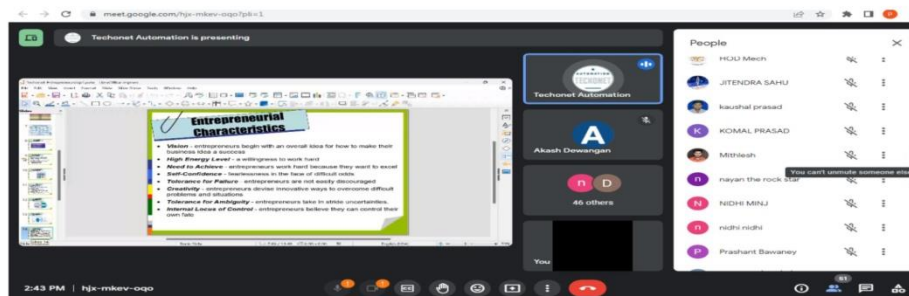 meet.google.com/hjx-mkev-oqo?pli=1
Techonet Automation is presenting
Entrepreneurial
Characteristics
• Vision - entrepreneurs begin with an overall idea for how to make their
business idea a success
• High Energy Level - a willingness to work hard
• Need to Achieve - entrepreneurs work hard because they want to excel
• Self-Confidence - fearlessness in the face of difficult odds
• Tolerance for Failure - entrepreneurs are not easily discouraged
• Creativity - entrepreneurs devise innovative ways to overcome difficult
problems and situations
• Tolerance for Ambiguity - entrepreneurs take in stride uncertainties.
• Internal Locus of Control - entrepreneurs believe they can control their
own fate
AUTOMATION
TECHONET
Techonet Automation
A
Akash Dewangan
n D
46 others
You
People
HOD Mech
JITENDRA SAHU
kaushal prasad
K KOMAL PRASAD
Mithlesh
You can't unmute someone else
n nayan the rock star
N NIDHI MINJ
n nidhi nidhi
P Prashant Bawaney
2:43 PM | hjx-mkev-oqo
51